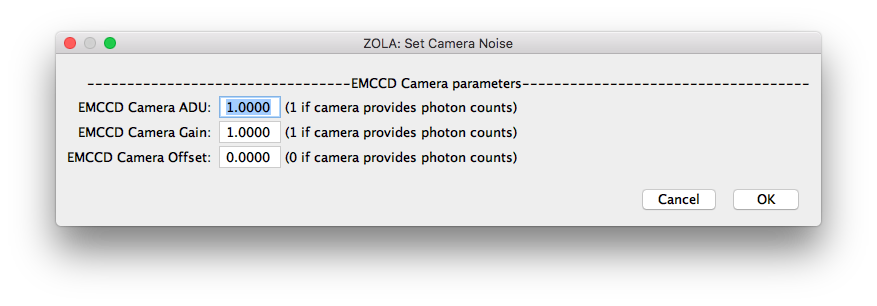 ZOLA: Set Camera Noise
--------------------------------EMCCD Camera parameters------------------------------------
EMCCD Camera ADU: 1.0000 (1 if camera provides photon counts)
EMCCD Camera Gain: 1.0000 (1 if camera provides photon counts)
EMCCD Camera Offset: 0.0000 (0 if camera provides photon counts)
Cancel OK